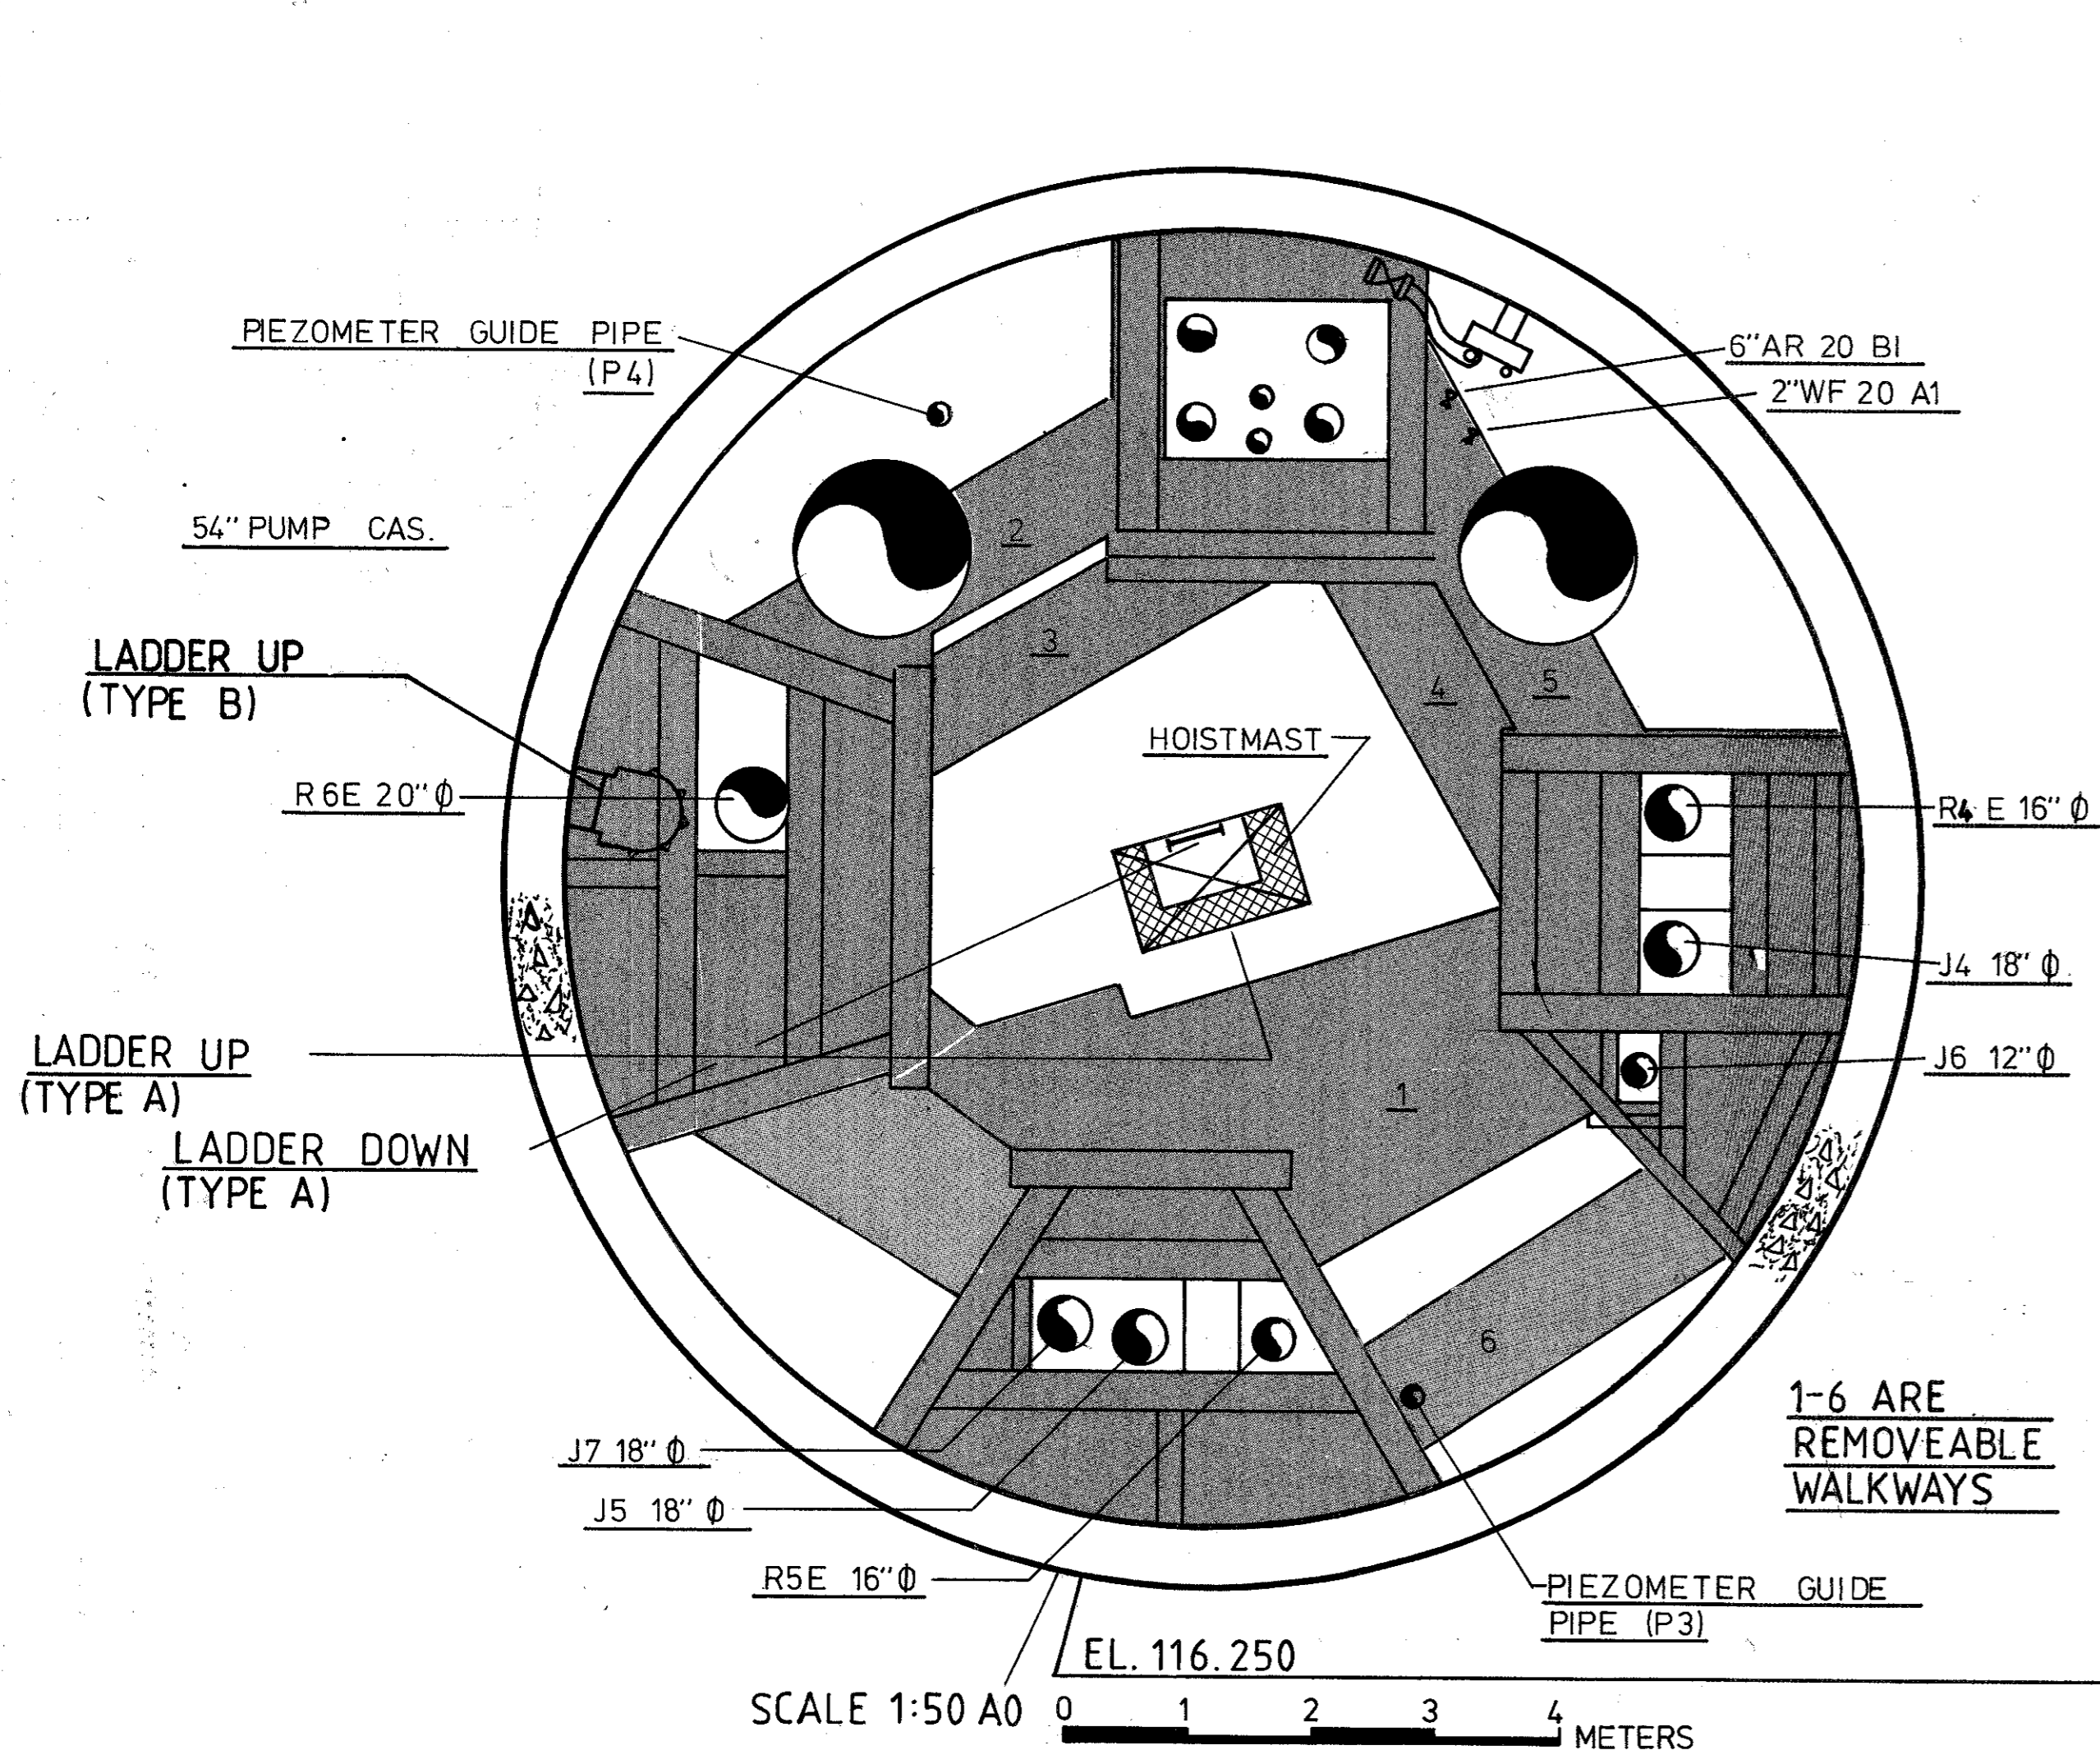 PIEZOMETER GUIDE PIPE
(P4)
6"AR 20 B1
2"WF 20 A1
54" PUMP CAS.
2
3
4
5
LADDER UP
(TYPE B)
HOISTMAST
R6E 20" Φ
R4 E 16" Φ
J4 18" Φ
LADDER UP
(TYPE A)
J6 12" Φ
1
LADDER DOWN
(TYPE A)
6
1-6 ARE
REMOVEABLE
WALKWAYS
J7 18" Φ
J5 18" Φ
R5E 16" Φ
PIEZOMETER GUIDE
PIPE (P3)
EL. 116.250
SCALE 1:50 A0
0 1 2 3 4
METERS